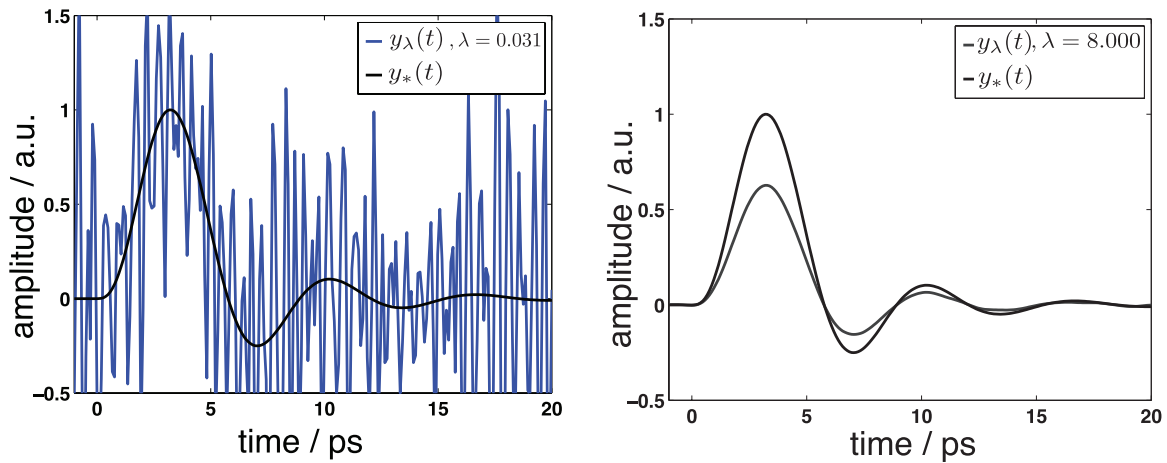 1.5
1
0.5
0
−0.5
0
5
10
15
20
amplitude / a.u.
time / ps
y_λ(t) , λ = 0.031
y_*(t)
1.5
1
0.5
0
−0.5
0
5
10
15
20
amplitude / a.u.
time / ps
y_λ(t), λ = 8.000
y_*(t)